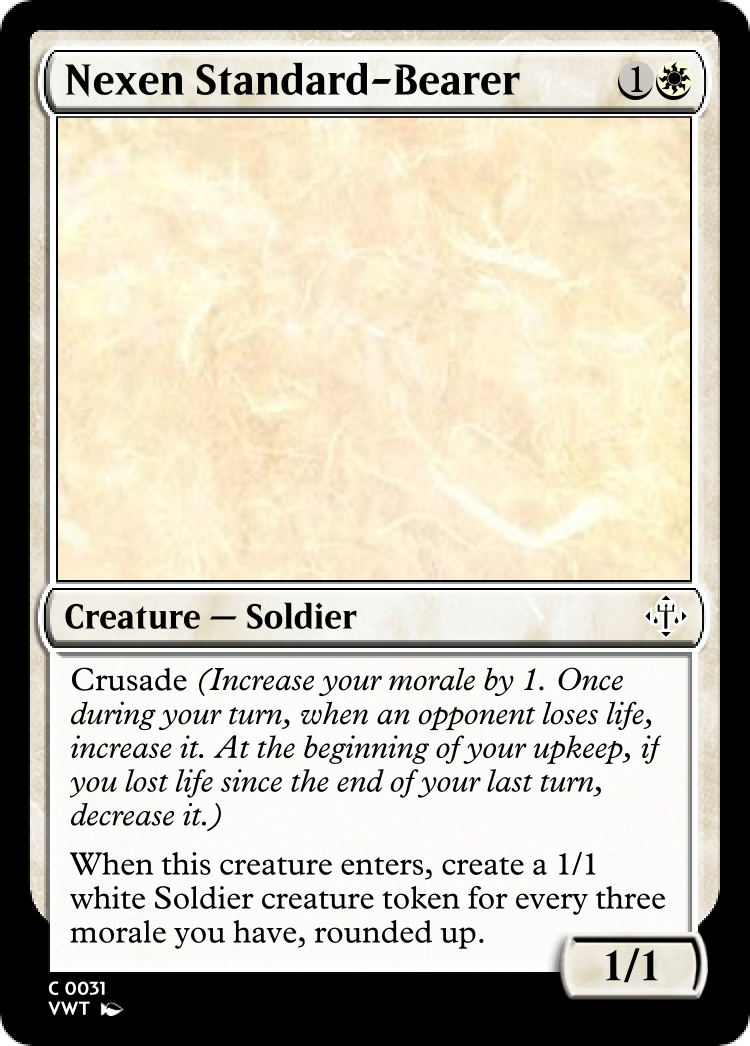 Nexen Standard-Bearer 1
Creature — Soldier
Crusade (Increase your morale by 1. Once
during your turn, when an opponent loses life,
increase it. At the beginning of your upkeep, if
you lost life since the end of your last turn,
decrease it.)
When this creature enters, create a 1/1
white Soldier creature token for every three
morale you have, rounded up.
1/1
C 0031
VWT